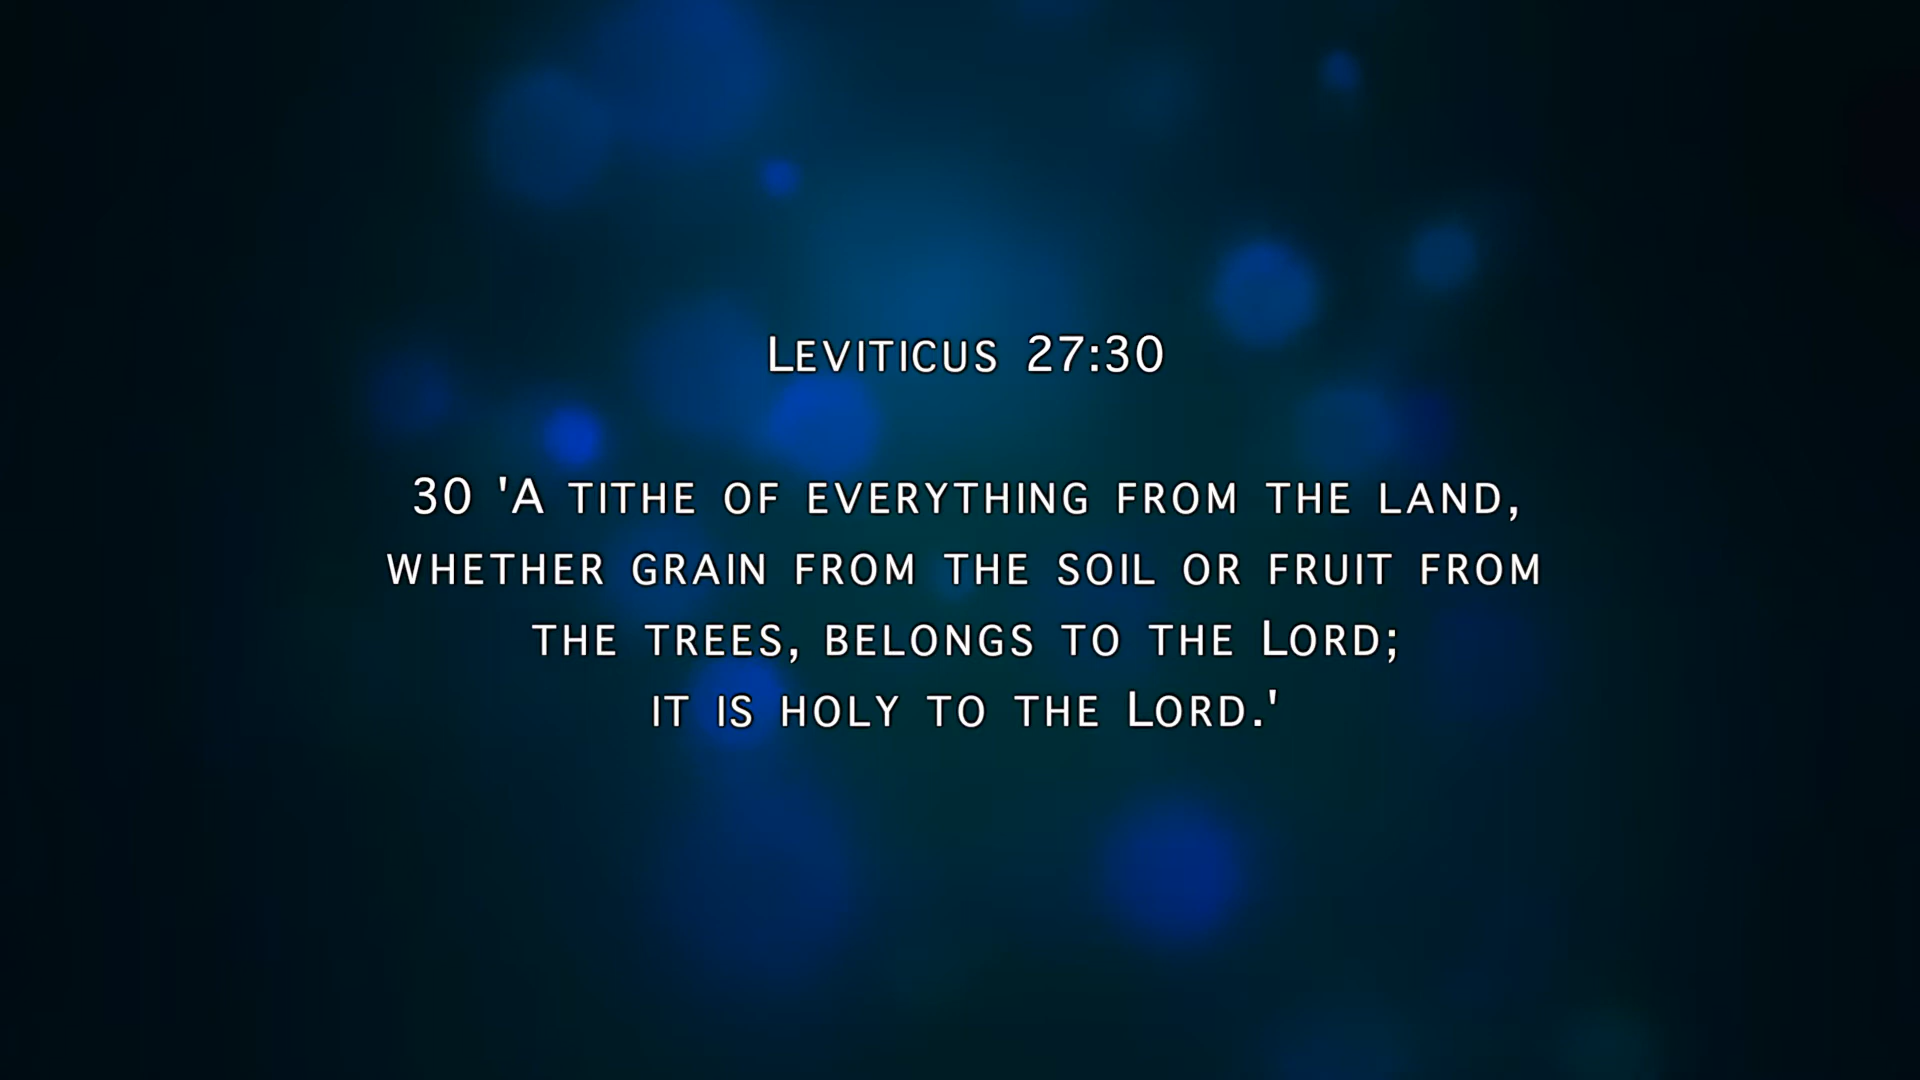 Leviticus 27:30
30 'A tithe of everything from the land,
whether grain from the soil or fruit from
the trees, belongs to the Lord;
it is holy to the Lord.'